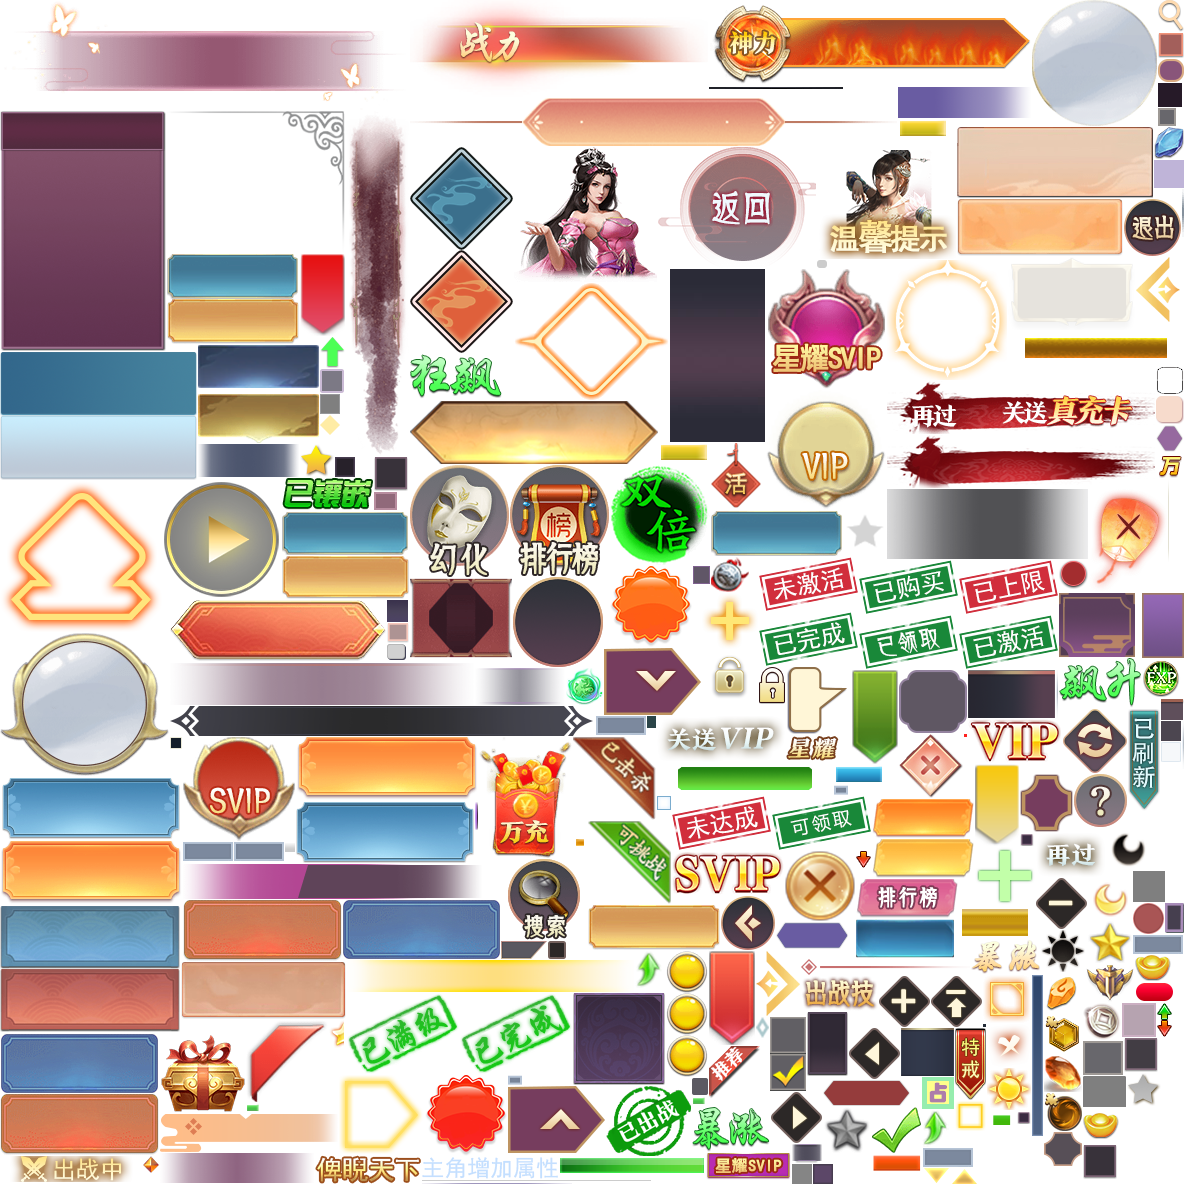 战力
神力
返回
温馨提示
退出
星耀SVIP
狂飙
再过
关送真充卡
VIP
万
已镶嵌
幻化
榜
排行榜
双倍
活
未激活
已购买
已上限
已完成
已领取
已激活
飙升
EXP
关送VIP
星耀
VIP
已刷新
SVIP
万充
已击杀
未达成
可领取
可挑战
SVIP
?
再过
排行榜
搜索
暴涨
出战技
已满级
已完成
推荐
特戒
占
已出战
暴涨
出战中
俾睨天下
主角增加属性
星耀SVIP